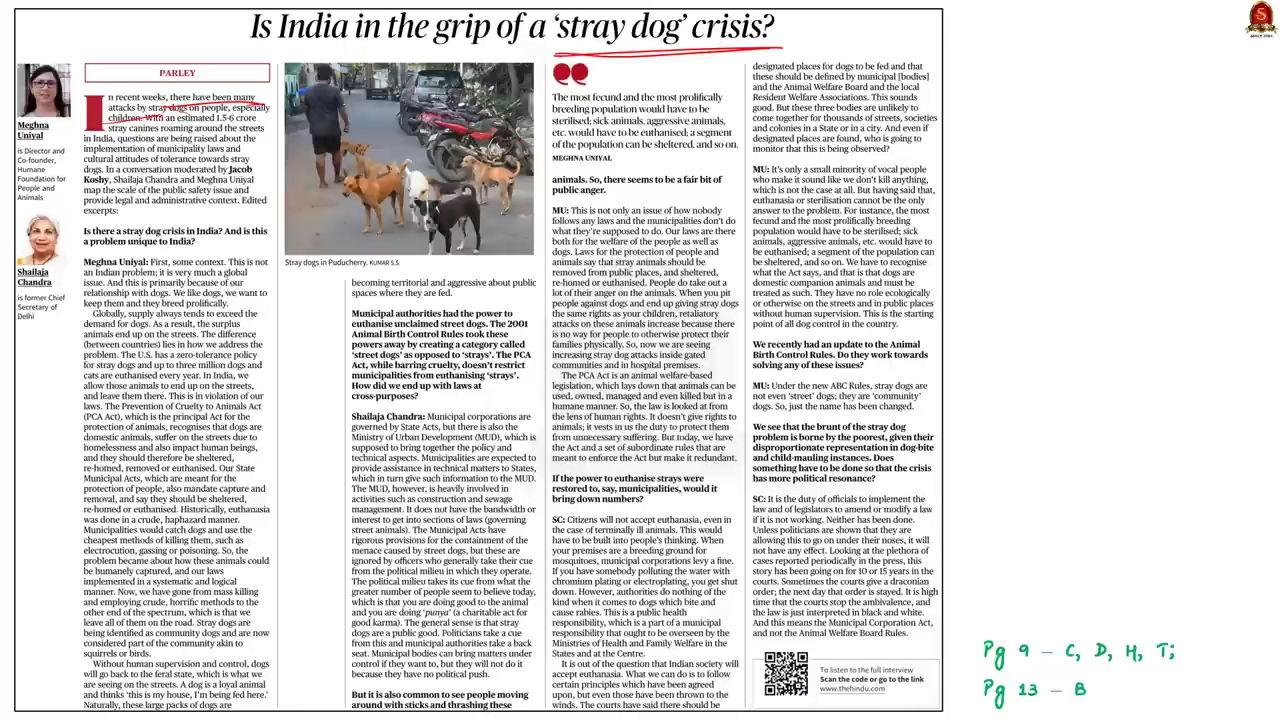 Is India in the grip of a ‘stray dog’ crisis?
Meghna
Uniyal
is Director and
Co-founder,
Humane
Foundation for
People and
Animals
Shailaja
Chandra
is former Chief
Secretary of
Delhi
PARLEY
In recent weeks, there have been many
attacks by stray dogs on people, especially
children. With an estimated 1.5-6 crore
stray canines roaming around the streets
in India, questions are being raised about the
implementation of municipality laws and
cultural attitudes of tolerance towards stray
dogs. In a conversation moderated by Jacob
Koshy, Shailaja Chandra and Meghna Uniyal
map the scale of the public safety issue and
provide legal and administrative context. Edited
excerpts:
Is there a stray dog crisis in India? And is this
a problem unique to India?
Meghna Uniyal: First, some context. This is not
an Indian problem; it is very much a global
issue. And this is primarily because of our
relationship with dogs. We like dogs, we want to
keep them and they breed prolifically.
Globally, supply always tends to exceed the
demand for dogs. As a result, the surplus
animals end up on the streets. The difference
(between countries) lies in how we address the
problem. The U.S. has a zero-tolerance policy
for stray dogs and up to three million dogs and
cats are euthanised every year. In India, we
allow those animals to end up on the streets,
and leave them there. This is in violation of our
laws. The Prevention of Cruelty to Animals Act
(PCA Act), which is the principal Act for the
protection of animals, recognises that dogs are
domestic animals, suffer on the streets due to
homelessness and also impact human beings,
and they should therefore be sheltered,
re-homed, removed or euthanised. Our State
Municipal Acts, which are meant for the
protection of people, also mandate capture and
removal, and say they should be sheltered,
re-homed or euthanised. Historically, euthanasia
was done in a crude, haphazard manner.
Municipalities would catch dogs and use the
cheapest methods of killing them, such as
electrocution, gassing or poisoning. So, the
problem became about how these animals could
be humanely captured, and our laws
implemented in a systematic and logical
manner. Now, we have gone from mass killing
and employing crude, horrific methods to the
other end of the spectrum, which is that we
leave all of them on the road. Stray dogs are
being identified as community dogs and are now
considered part of the community akin to
squirrels or birds.
Without human supervision and control, dogs
will go back to the feral state, which is what we
are seeing on the streets. A dog is a loyal animal
and thinks ‘this is my house, I’m being fed here.’
Naturally, these large packs of dogs are
Stray dogs in Puducherry. KUMAR S.S.
becoming territorial and aggressive about public
spaces where they are fed.
Municipal authorities had the power to
euthanise unclaimed street dogs. The 2001
Animal Birth Control Rules took these
powers away by creating a category called
‘street dogs’ as opposed to ‘strays’. The PCA
Act, while barring cruelty, doesn’t restrict
municipalities from euthanising ‘strays’.
How did we end up with laws at
cross-purposes?
Shailaja Chandra: Municipal corporations are
governed by State Acts, but there is also the
Ministry of Urban Development (MUD), which is
supposed to bring together the policy and
technical aspects. Municipalities are expected to
provide assistance in technical matters to States,
which in turn give such information to the MUD.
The MUD, however, is heavily involved in
activities such as construction and sewage
management. It does not have the bandwidth or
interest to get into sections of laws (governing
street animals). The Municipal Acts have
rigorous provisions for the containment of the
menace caused by street dogs, but these are
ignored by officers who generally take their cue
from the political milieu in which they operate.
The political milieu takes its cue from what the
greater number of people seem to believe today,
which is that you are doing good to the animal
and you are doing ‘punya’ (a charitable act for
good karma). The general sense is that stray
dogs are a public good. Politicians take a cue
from this and municipal authorities take a back
seat. Municipal bodies can bring matters under
control if they want to, but they will not do it
because they have no political push.
But it is also common to see people moving
around with sticks and thrashing these
The most fecund and the most prolifically
breeding population would have to be
sterilised; sick animals, aggressive animals,
etc. would have to be euthanised; a segment
of the population can be sheltered, and so on.
MEGHNA UNIYAL
animals. So, there seems to be a fair bit of
public anger.
MU: This is not only an issue of how nobody
follows any laws and the municipalities don’t do
what they’re supposed to do. Our laws are there
both for the welfare of the people as well as
dogs. Laws for the protection of people and
animals say that stray animals should be
removed from public places, and sheltered,
re-homed or euthanised. People do take out a
lot of their anger on the animals. When you pit
people against dogs and end up giving stray dogs
the same rights as your children, retaliatory
attacks on these animals increase because there
is no way for people to otherwise protect their
families physically. So, now we are seeing
increasing stray dog attacks inside gated
communities and in hospital premises.
The PCA Act is an animal welfare-based
legislation, which lays down that animals can be
used, owned, managed and even killed but in a
humane manner. So, the law is looked at from
the lens of human rights. It doesn’t give rights to
animals; it vests in us the duty to protect them
from unnecessary suffering. But today, we have
the Act and a set of subordinate rules that are
meant to enforce the Act but make it redundant.
If the power to euthanise strays were
restored to, say, municipalities, would it
bring down numbers?
SC: Citizens will not accept euthanasia, even in
the case of terminally ill animals. This would
have to be built into people’s thinking. When
your premises are a breeding ground for
mosquitoes, municipal corporations levy a fine.
If you have somebody polluting the water with
chromium plating or electroplating, you get shut
down. However, authorities do nothing of the
kind when it comes to dogs which bite and
cause rabies. This is a public health
responsibility, which is a part of a municipal
responsibility that ought to be overseen by the
Ministries of Health and Family Welfare in the
States and at the Centre.
It is out of the question that Indian society will
accept euthanasia. What we can do is to follow
certain principles which have been agreed
upon, but even those have been thrown to the
winds. The courts have said there should be
designated places for dogs to be fed and that
these should be defined by municipal [bodies]
and the Animal Welfare Board and the local
Resident Welfare Associations. This sounds
good. But these three bodies are unlikely to
come together for thousands of streets, societies
and colonies in a State or in a city. And even if
designated places are found, who is going to
monitor that this is being observed?
MU: It’s only a small minority of vocal people
who make it sound like we don’t kill anything,
which is not the case at all. But having said that,
euthanasia or sterilisation cannot be the only
answer to the problem. For instance, the most
fecund and the most prolifically breeding
population would have to be sterilised; sick
animals, aggressive animals, etc. would have to
be euthanised; a segment of the population can
be sheltered, and so on. We have to recognise
what the Act says, and that is that dogs are
domestic companion animals and must be
treated as such. They have no role ecologically
or otherwise on the streets and in public places
without human supervision. This is the starting
point of all dog control in the country.
We recently had an update to the Animal
Birth Control Rules. Do they work towards
solving any of these issues?
MU: Under the new ABC Rules, stray dogs are
not even ‘street’ dogs; they are ‘community’
dogs. So, just the name has been changed.
We see that the brunt of the stray dog
problem is borne by the poorest, given their
disproportionate representation in dog-bite
and child-mauling instances. Does
something have to be done so that the crisis
has more political resonance?
SC: It is the duty of officials to implement the
law and of legislators to amend or modify a law
if it is not working. Neither has been done.
Unless politicians are shown that they are
allowing this to go on under their noses, it will
not have any effect. Looking at the plethora of
cases reported periodically in the press, this
story has been going on for 10 or 15 years in the
courts. Sometimes the courts give a draconian
order; the next day that order is stayed. It is high
time that the courts stop the ambivalence, and
the law is just interpreted in black and white.
And this means the Municipal Corporation Act,
and not the Animal Welfare Board Rules.
To listen to the full interview
Scan the code or go to the link
www.thehindu.com
Pg 9 – C, D, H, T;
Pg 13 – B